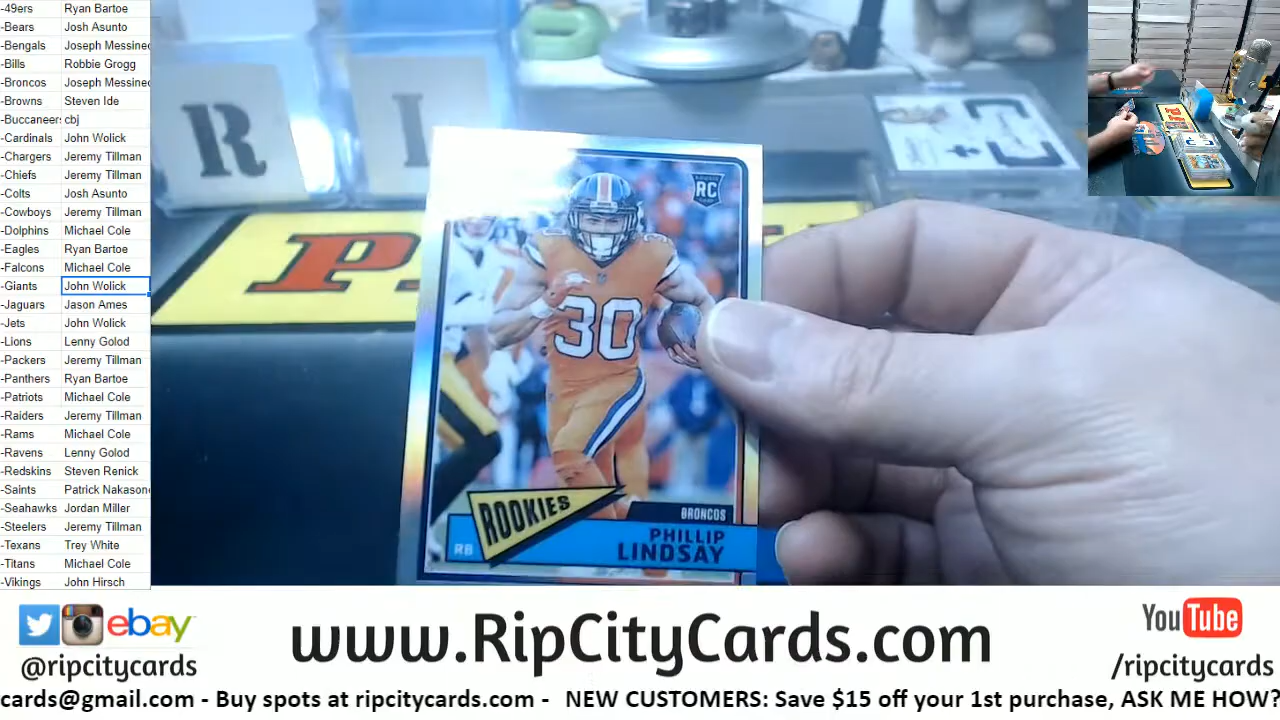 -49ers Ryan Bartoe
-Bears Josh Asunto
-Bengals Joseph Messinec
-Bills Robbie Grogg
-Broncos Joseph Messinec
-Browns Steven Ide
-Buccaneers cbj
-Cardinals John Wolick
-Chargers Jeremy Tillman
-Chiefs Jeremy Tillman
-Colts Josh Asunto
-Cowboys Jeremy Tillman
-Dolphins Michael Cole
-Eagles Ryan Bartoe
-Falcons Michael Cole
-Giants John Wolick
-Jaguars Jason Ames
-Jets John Wolick
-Lions Lenny Golod
-Packers Jeremy Tillman
-Panthers Ryan Bartoe
-Patriots Michael Cole
-Raiders Jeremy Tillman
-Rams Michael Cole
-Ravens Lenny Golod
-Redskins Steven Renick
-Saints Patrick Nakason
-Seahawks Jordan Miller
-Steelers Jeremy Tillman
-Texans Trey White
-Titans Michael Cole
-Vikings John Hirsch
R I
RC
30
30
ROOKIES
BRONCOS
RB
PHILLIP
LINDSAY
ebay
@ripcitycards
www.RipCityCards.com
YouTube
/ripcitycards
cards@gmail.com - Buy spots at ripcitycards.com - NEW CUSTOMERS: Save $15 off your 1st purchase, ASK ME HOW?